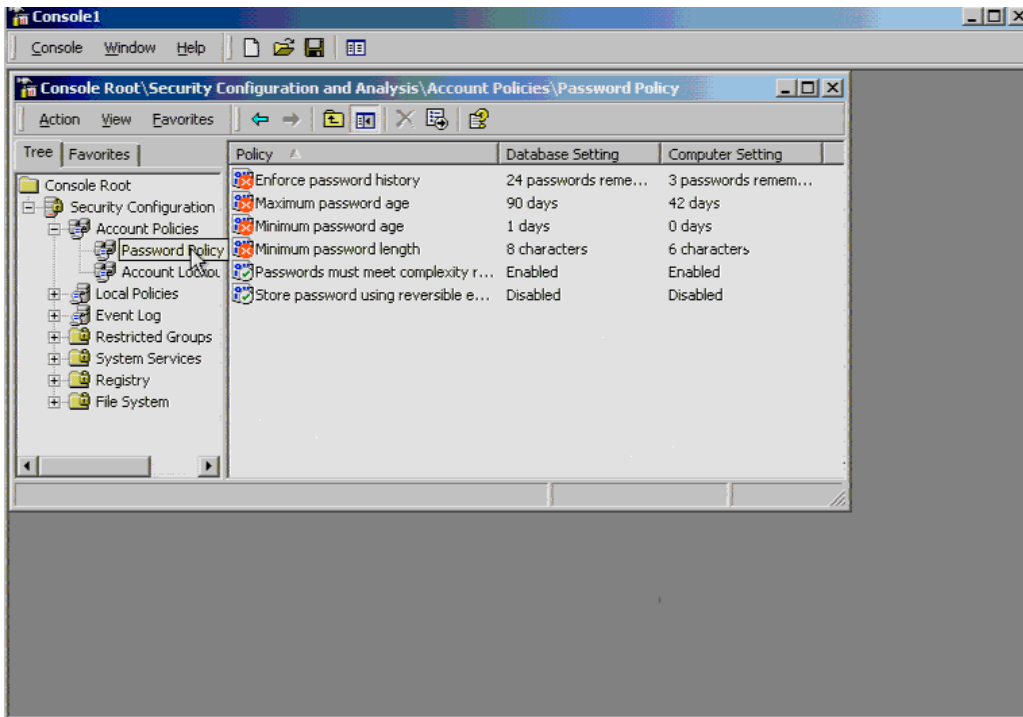 Console1
Console Window Help
Console Root\Security Configuration and Analysis\Account Policies\Password Policy
Action View Favorites
Tree Favorites
Policy Database Setting Computer Setting
Console Root
Security Configuration
Account Policies
Password Policy
Account Lockou
Local Policies
Event Log
Restricted Groups
System Services
Registry
File System
Enforce password history 24 passwords reme... 3 passwords remem...
Maximum password age 90 days 42 days
Minimum password age 1 days 0 days
Minimum password length 8 characters 6 characters
Passwords must meet complexity r... Enabled Enabled
Store password using reversible e... Disabled Disabled